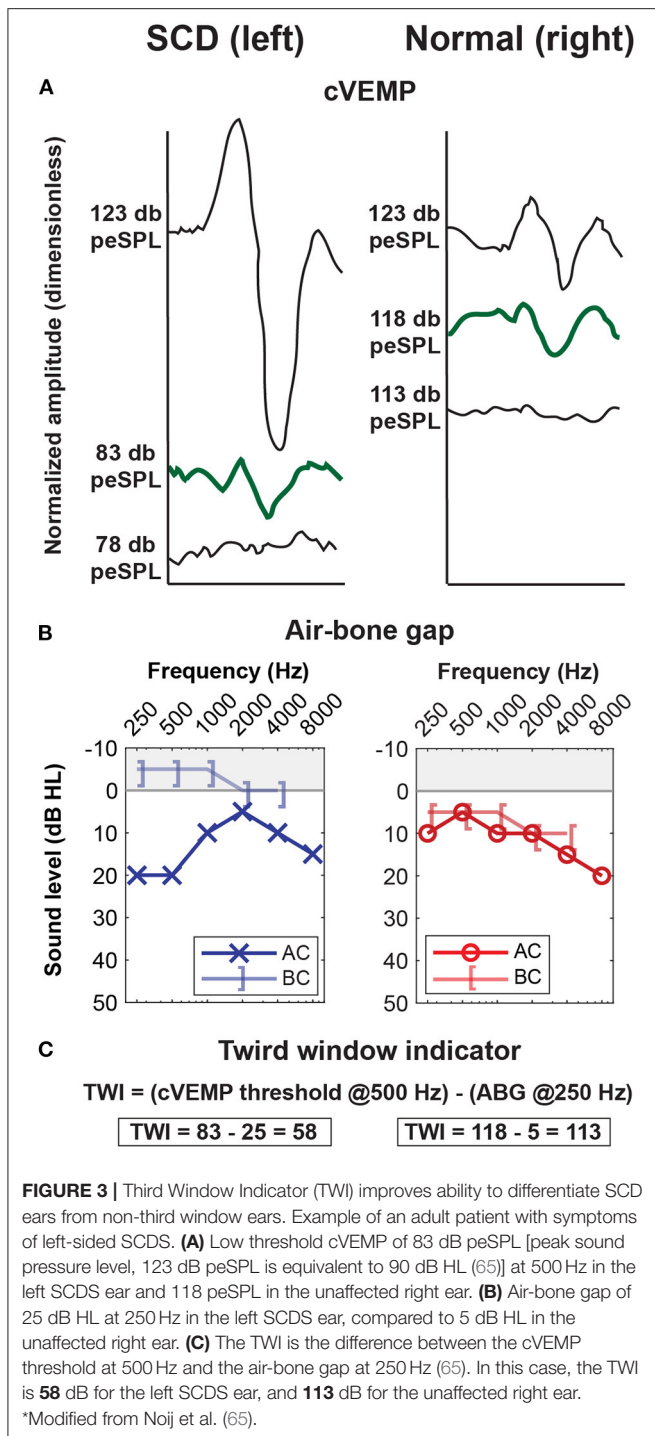 SCD (left) Normal (right)
A
cVEMP
Normalized amplitude (dimensionless)
123 db
peSPL
83 db
peSPL
78 db
peSPL
123 db
peSPL
118 db
peSPL
113 db
peSPL
B Air-bone gap
Frequency (Hz) Frequency (Hz)
250 500 1000 2000 4000 8000
250 500 1000 2000 4000 8000
Sound level (dB HL)
-10
0
10
20
30
40
50
AC
BC
-10
0
10
20
30
40
50
AC
BC
C Twird window indicator
TWI = (cVEMP threshold @500 Hz) - (ABG @250 Hz)
TWI = 83 - 25 = 58 TWI = 118 - 5 = 113
FIGURE 3 | Third Window Indicator (TWI) improves ability to differentiate SCD
ears from non-third window ears. Example of an adult patient with symptoms
of left-sided SCDS. (A) Low threshold cVEMP of 83 dB peSPL [peak sound
pressure level, 123 dB peSPL is equivalent to 90 dB HL (65)] at 500 Hz in the
left SCDS ear and 118 peSPL in the unaffected right ear. (B) Air-bone gap of
25 dB HL at 250 Hz in the left SCDS ear, compared to 5 dB HL in the
unaffected right ear. (C) The TWI is the difference between the cVEMP
threshold at 500 Hz and the air-bone gap at 250 Hz (65). In this case, the TWI
is 58 dB for the left SCDS ear, and 113 dB for the unaffected right ear.
*Modified from Noij et al. (65).